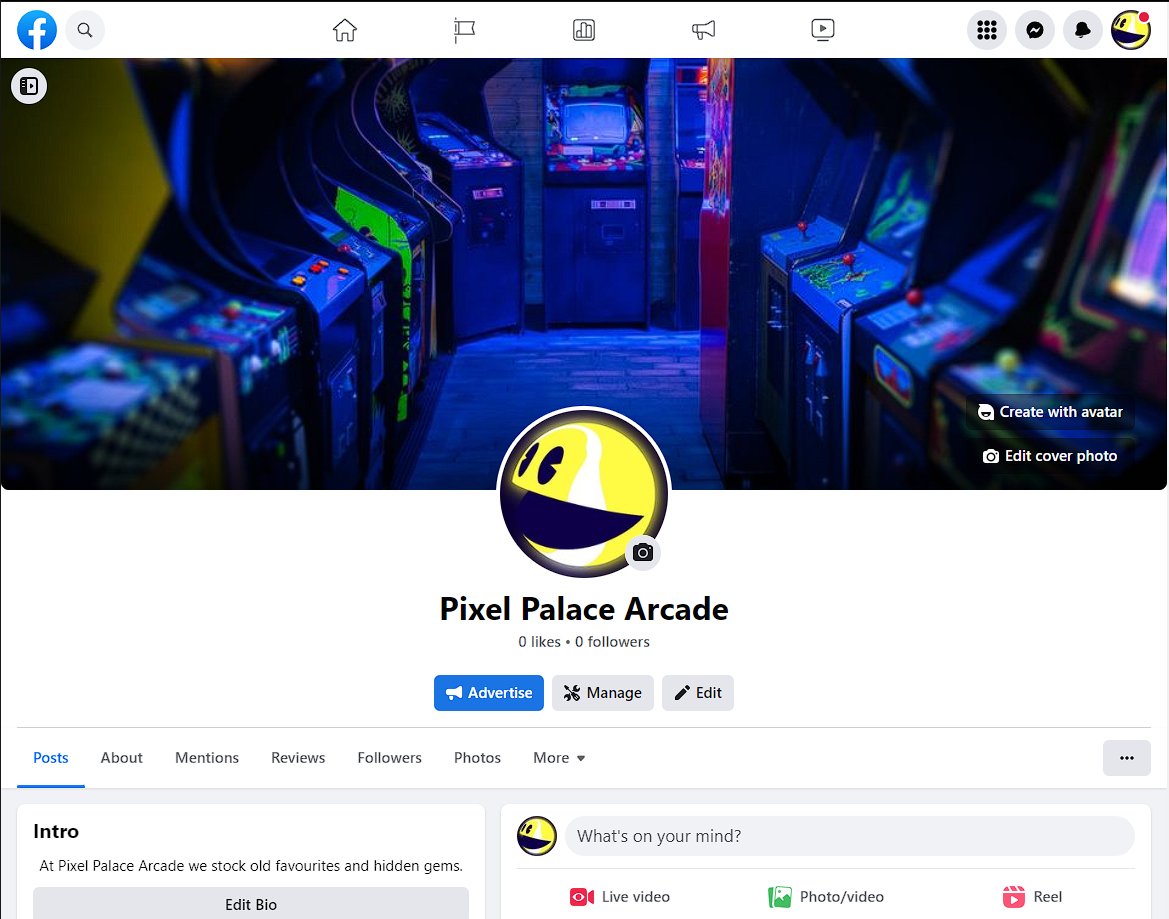 Create with avatar
Edit cover photo
Pixel Palace Arcade
0 likes • 0 followers
Advertise Manage Edit
Posts About Mentions Reviews Followers Photos More
Intro
At Pixel Palace Arcade we stock old favourites and hidden gems.
Edit Bio
What's on your mind?
Live video Photo/video Reel